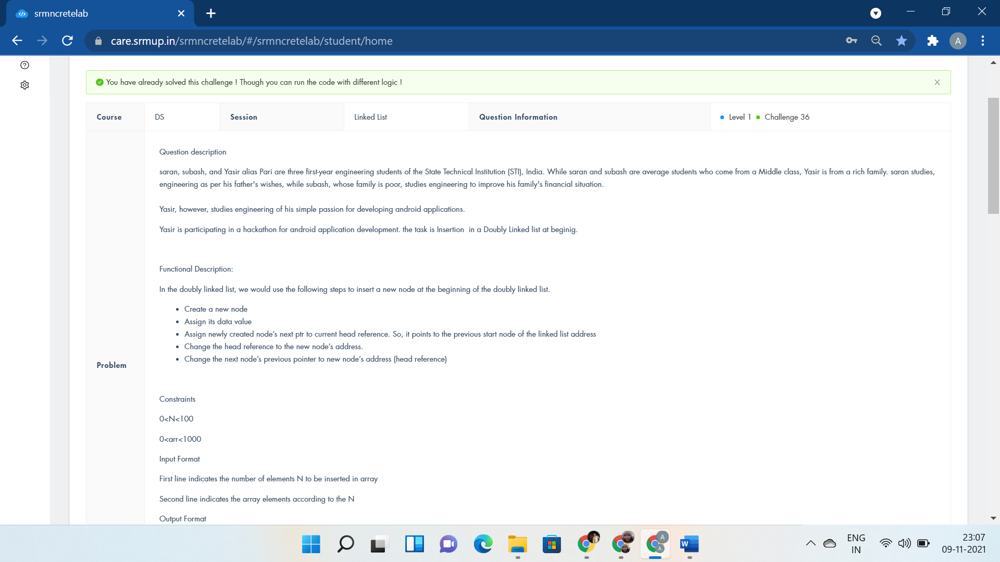 srmncretelab
care.srmup.in/srmncretelab/#/srmncretelab/student/home
A
You have already solved this challenge ! Though you can run the code with different logic !
Course DS Session Linked List Question Information Level 1 Challenge 36
Problem
Question description
saran, subash, and Yasir alias Pari are three first-year engineering students of the State Technical Institution (STI), India. While saran and subash are average students who come from a Middle class, Yasir is from a rich family. saran studies,
engineering as per his father's wishes, while subash, whose family is poor, studies engineering to improve his family's financial situation.
Yasir, however, studies engineering of his simple passion for developing android applications.
Yasir is participating in a hackathon for android application development. the task is Insertion in a Doubly Linked list at beginig.
Functional Description:
In the doubly linked list, we would use the following steps to insert a new node at the beginning of the doubly linked list.
• Create a new node
• Assign its data value
• Assign newly created node’s next ptr to current head reference. So, it points to the previous start node of the linked list address
• Change the head reference to the new node’s address.
• Change the next node’s previous pointer to new node’s address (head reference)
Constraints
0<N<100
0<arr<1000
Input Format
First line indicates the number of elements N to be inserted in array
Second line indicates the array elements according to the N
Output Format
W
A
A
ENG
IN
23:07
09-11-2021